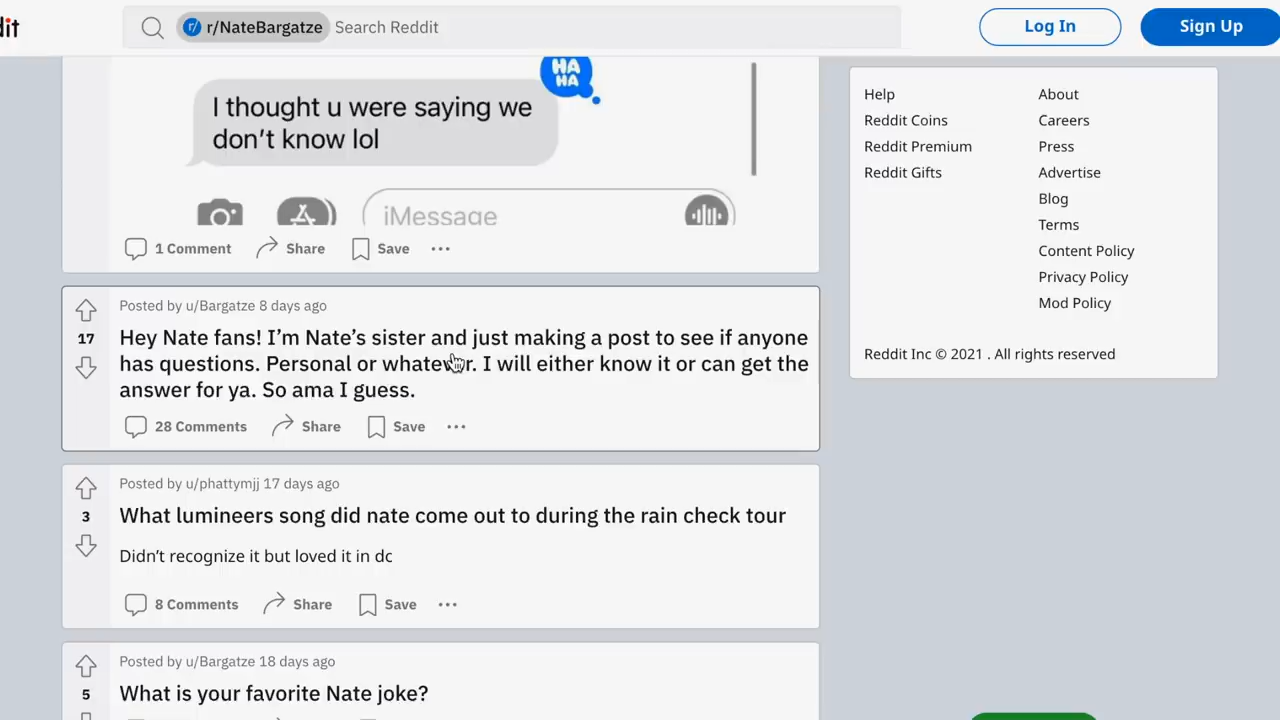 dit
r/ r/NateBargatze Search Reddit Log In Sign Up
HA
HA
I thought u were saying we
don't know lol
iMessage
1 Comment Share Save
Posted by u/Bargatze 8 days ago
17
Hey Nate fans! I'm Nate's sister and just making a post to see if anyone
has questions. Personal or whatever. I will either know it or can get the
answer for ya. So ama I guess.
28 Comments Share Save
Posted by u/phattymjj 17 days ago
3
What lumineers song did nate come out to during the rain check tour
Didn't recognize it but loved it in dc
8 Comments Share Save
Posted by u/Bargatze 18 days ago
5
What is your favorite Nate joke?
Help About
Reddit Coins Careers
Reddit Premium Press
Reddit Gifts Advertise
Blog
Terms
Content Policy
Privacy Policy
Mod Policy
Reddit Inc © 2021 . All rights reserved